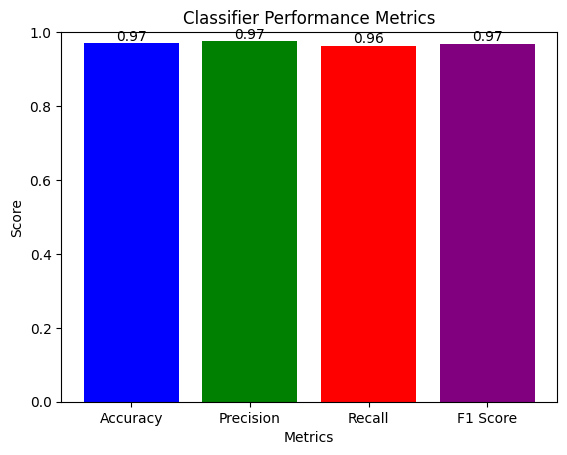 Classifier Performance Metrics
0.97 0.97 0.96 0.97
1.0
0.8
0.6
0.4
0.2
0.0
Score
Accuracy Precision Recall F1 Score
Metrics